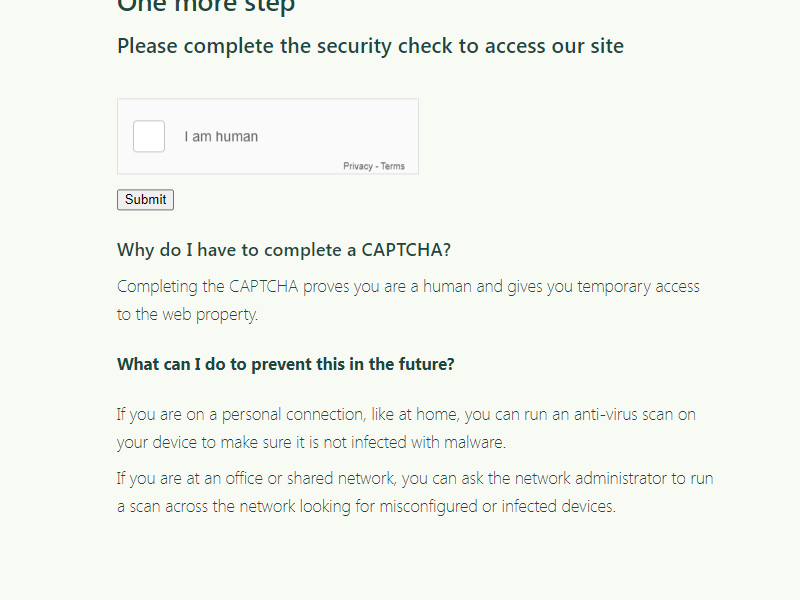 One more step
Please complete the security check to access our site
I am human
Privacy - Terms
Submit
Why do I have to complete a CAPTCHA?
Completing the CAPTCHA proves you are a human and gives you temporary access
to the web property.
What can I do to prevent this in the future?
If you are on a personal connection, like at home, you can run an anti-virus scan on
your device to make sure it is not infected with malware.
If you are at an office or shared network, you can ask the network administrator to run
a scan across the network looking for misconfigured or infected devices.